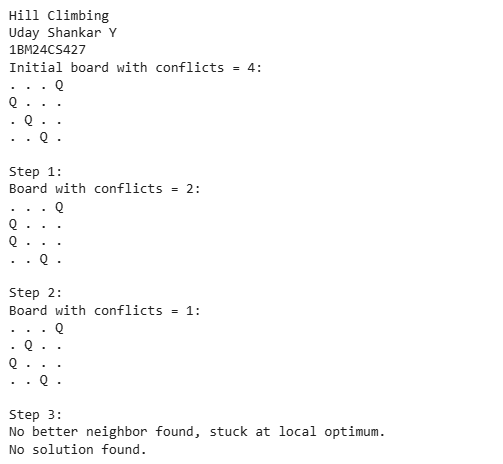 Hill Climbing
Uday Shankar Y
1BM24CS427
Initial board with conflicts = 4:
. . . Q
Q . . .
. Q . .
. . Q .

Step 1:
Board with conflicts = 2:
. . . Q
Q . . .
Q . . .
. . Q .

Step 2:
Board with conflicts = 1:
. . . Q
. Q . .
Q . . .
. . Q .

Step 3:
No better neighbor found, stuck at local optimum.
No solution found.